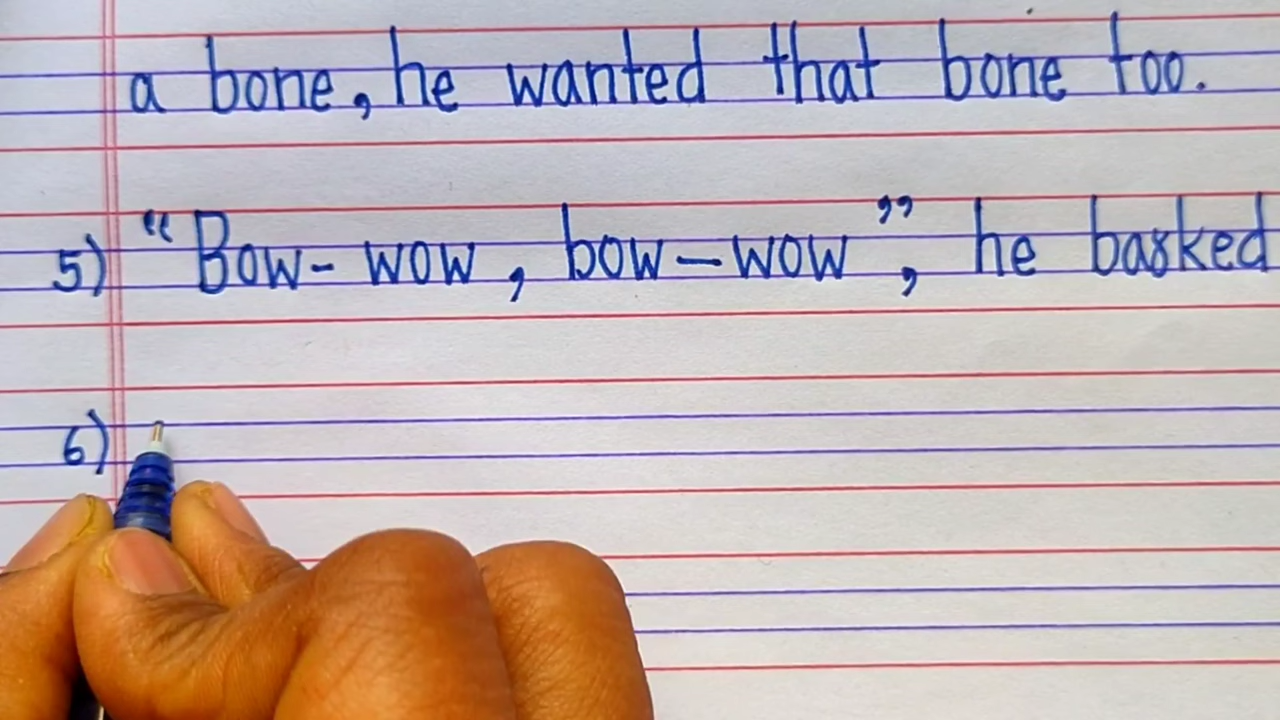 a bone, he wanted that bone too.
5) “Bow-wow, bow-wow”, he barked
6)